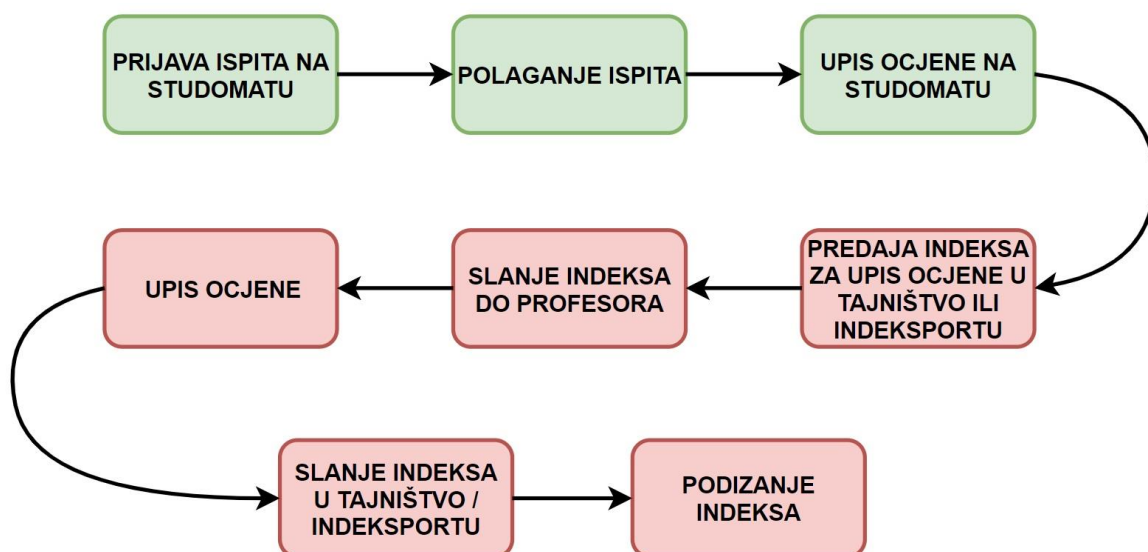 PRIJAVA ISPITA NA
STUDOMATU
POLAGANJE ISPITA
UPIS OCJENE NA
STUDOMATU
PREDAJA INDEKSA
ZA UPIS OCJENE U
TAJNIŠTVO ILI
INDEKSPORTU
SLANJE INDEKSA
DO PROFESORA
UPIS OCJENE
SLANJE INDEKSA
U TAJNIŠTVO /
INDEKSPORTU
PODIZANJE
INDEKSA